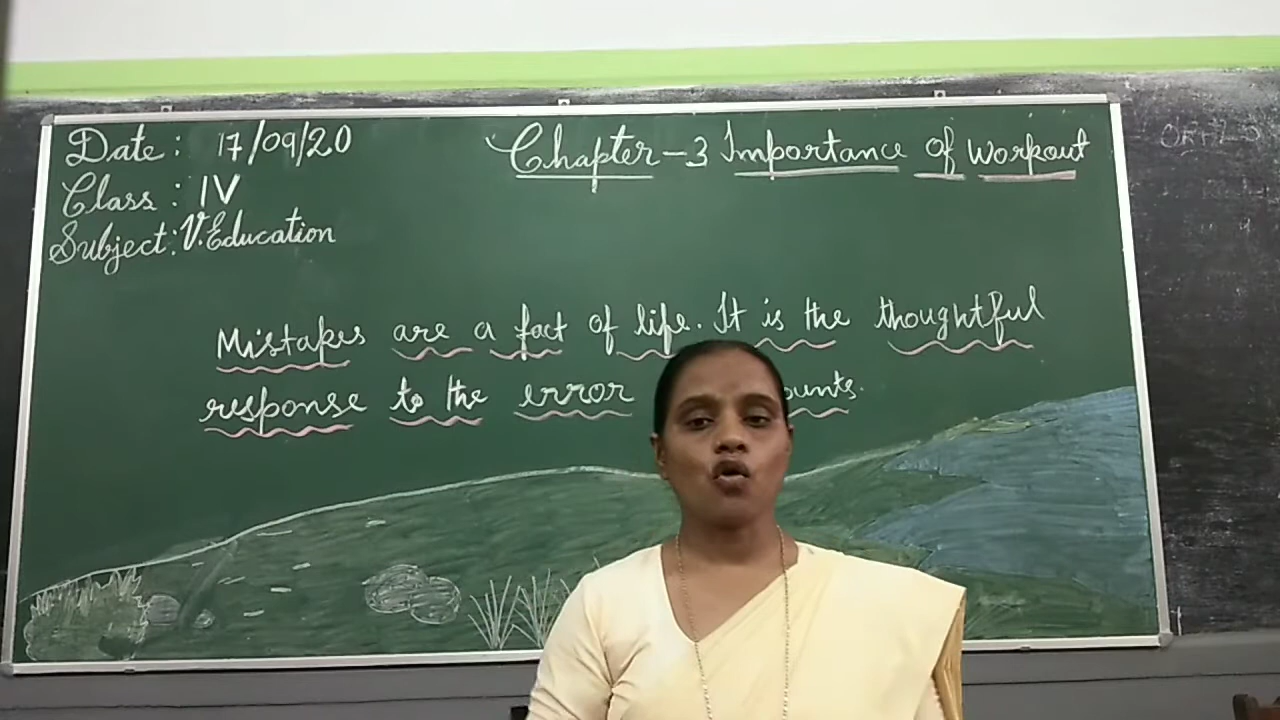 Date: 17/09/20
Chapter-3 Importance of Workout
Class: IV
Subject: V.Education
Mistakes are a fact of life. It is the thoughtful
response to the error ounts.